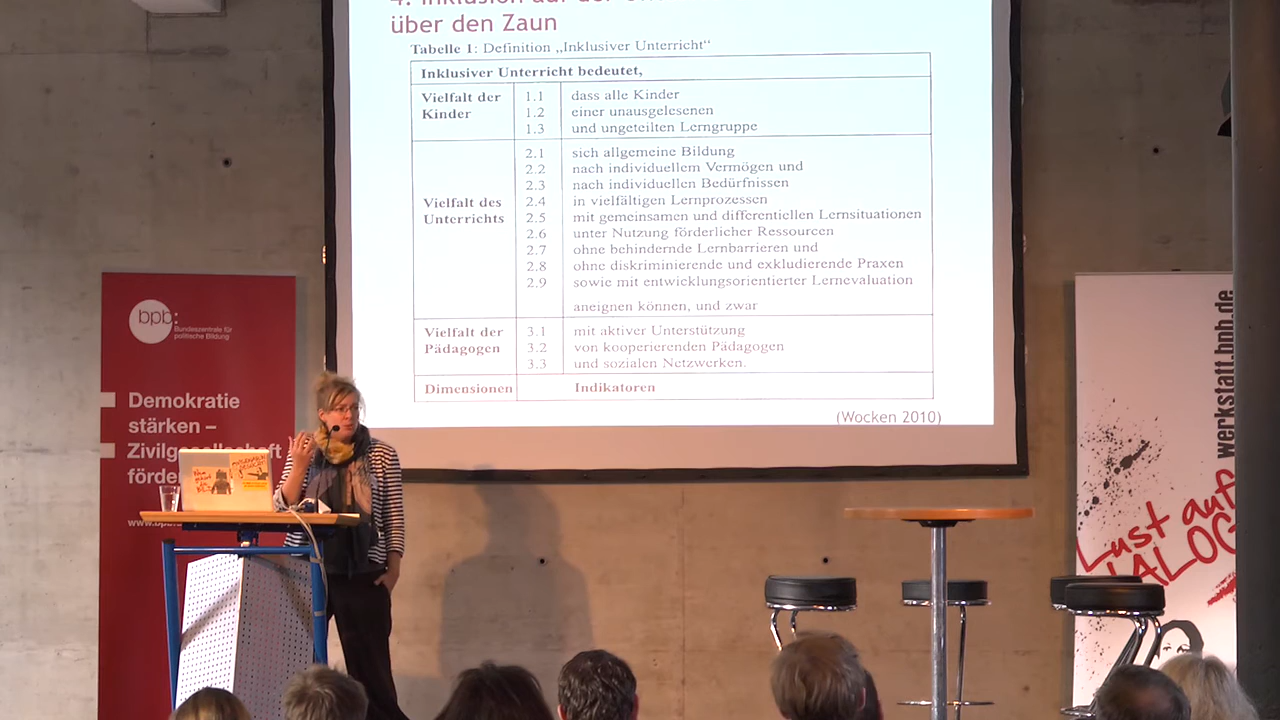 über den Zaun
Tabelle 1: Definition „Inklusiver Unterricht“
Inklusiver Unterricht bedeutet,
Vielfalt der Kinder
1.1 dass alle Kinder
1.2 einer unausgelesenen
1.3 und ungeteilten Lerngruppe
Vielfalt des Unterrichts
2.1 sich allgemeine Bildung
2.2 nach individuellem Vermögen und
2.3 nach individuellen Bedürfnissen
2.4 in vielfältigen Lernprozessen
2.5 mit gemeinsamen und differentiellen Lernsituationen
2.6 unter Nutzung förderlicher Ressourcen
2.7 ohne behindernde Lernbarrieren und
2.8 ohne diskriminierende und exkludierende Praxen
2.9 sowie mit entwicklungsorientierter Lernevaluation
aneignen können, und zwar
Vielfalt der Pädagogen
3.1 mit aktiver Unterstützung
3.2 von kooperierenden Pädagogen
3.3 und sozialen Netzwerken.
Dimensionen Indikatoren
(Wocken 2010)
bpb:
Bundeszentrale für
politische Bildung
Demokratie
stärken –
Zivilgesellschaft
förde
werkstatt.bpb.de
Lust auf